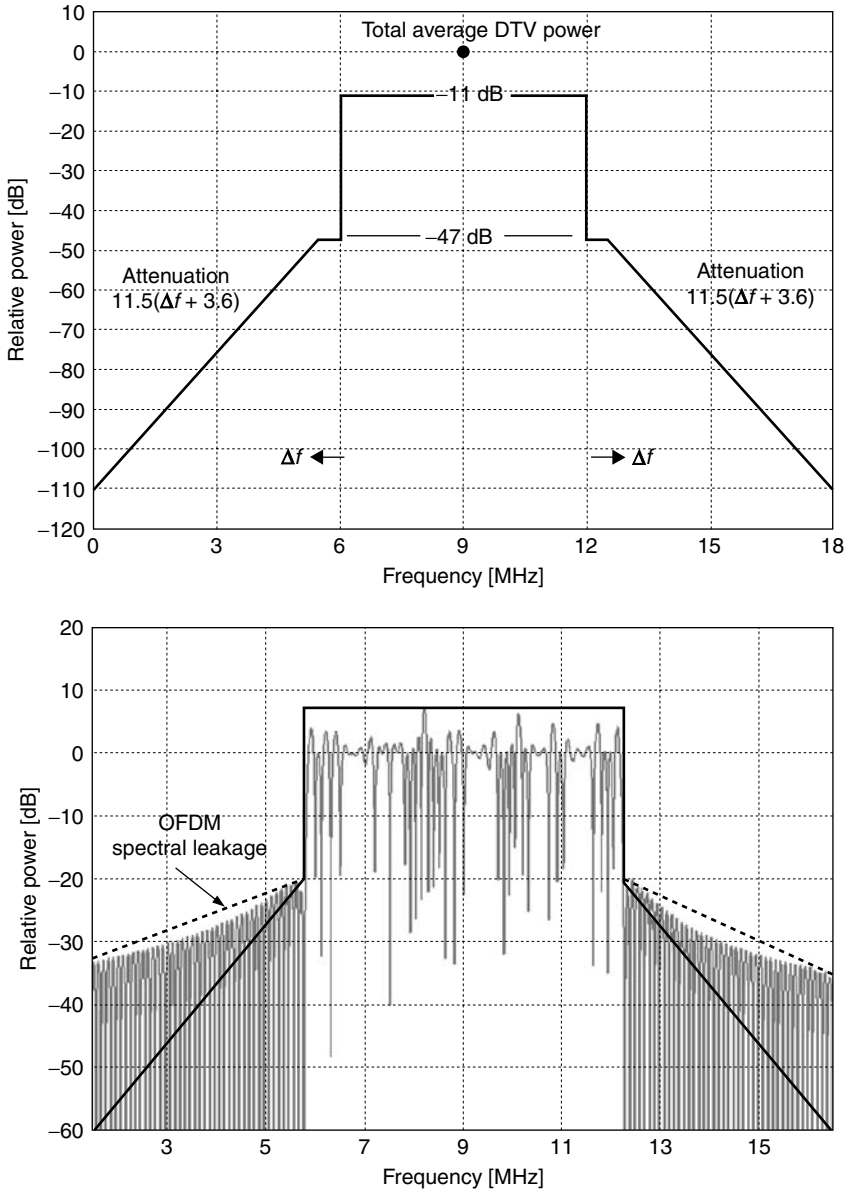 10
0
−10
−20
−30
−40
−50
−60
−70
−80
−90
−100
−110
−120
Relative power [dB]
Total average DTV power
−11 dB
−47 dB
Attenuation
11.5(Δf + 3.6)
Attenuation
11.5(Δf + 3.6)
Δf
Δf
0
3
6
9
12
15
18
Frequency [MHz]
20
10
0
−10
−20
−30
−40
−50
−60
Relative power [dB]
OFDM
spectral leakage
3
5
7
9
11
13
15
Frequency [MHz]